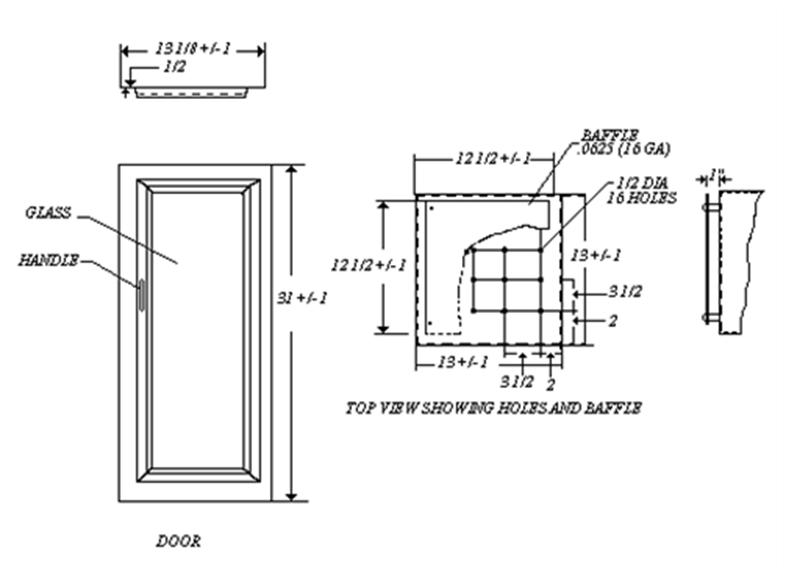 13 1/8 +/- 1
1/2
BAFFLE
.0625 (16 GA)
12 1/2 +/- 1
1/2 DIA
16 HOLES
1"
GLASS
HANDLE
12 1/2 +/- 1
13 +/- 1
31 +/- 1
3 1/2
2
13 +/- 1
3 1/2
2
TOP VIEW SHOWING HOLES AND BAFFLE
DOOR